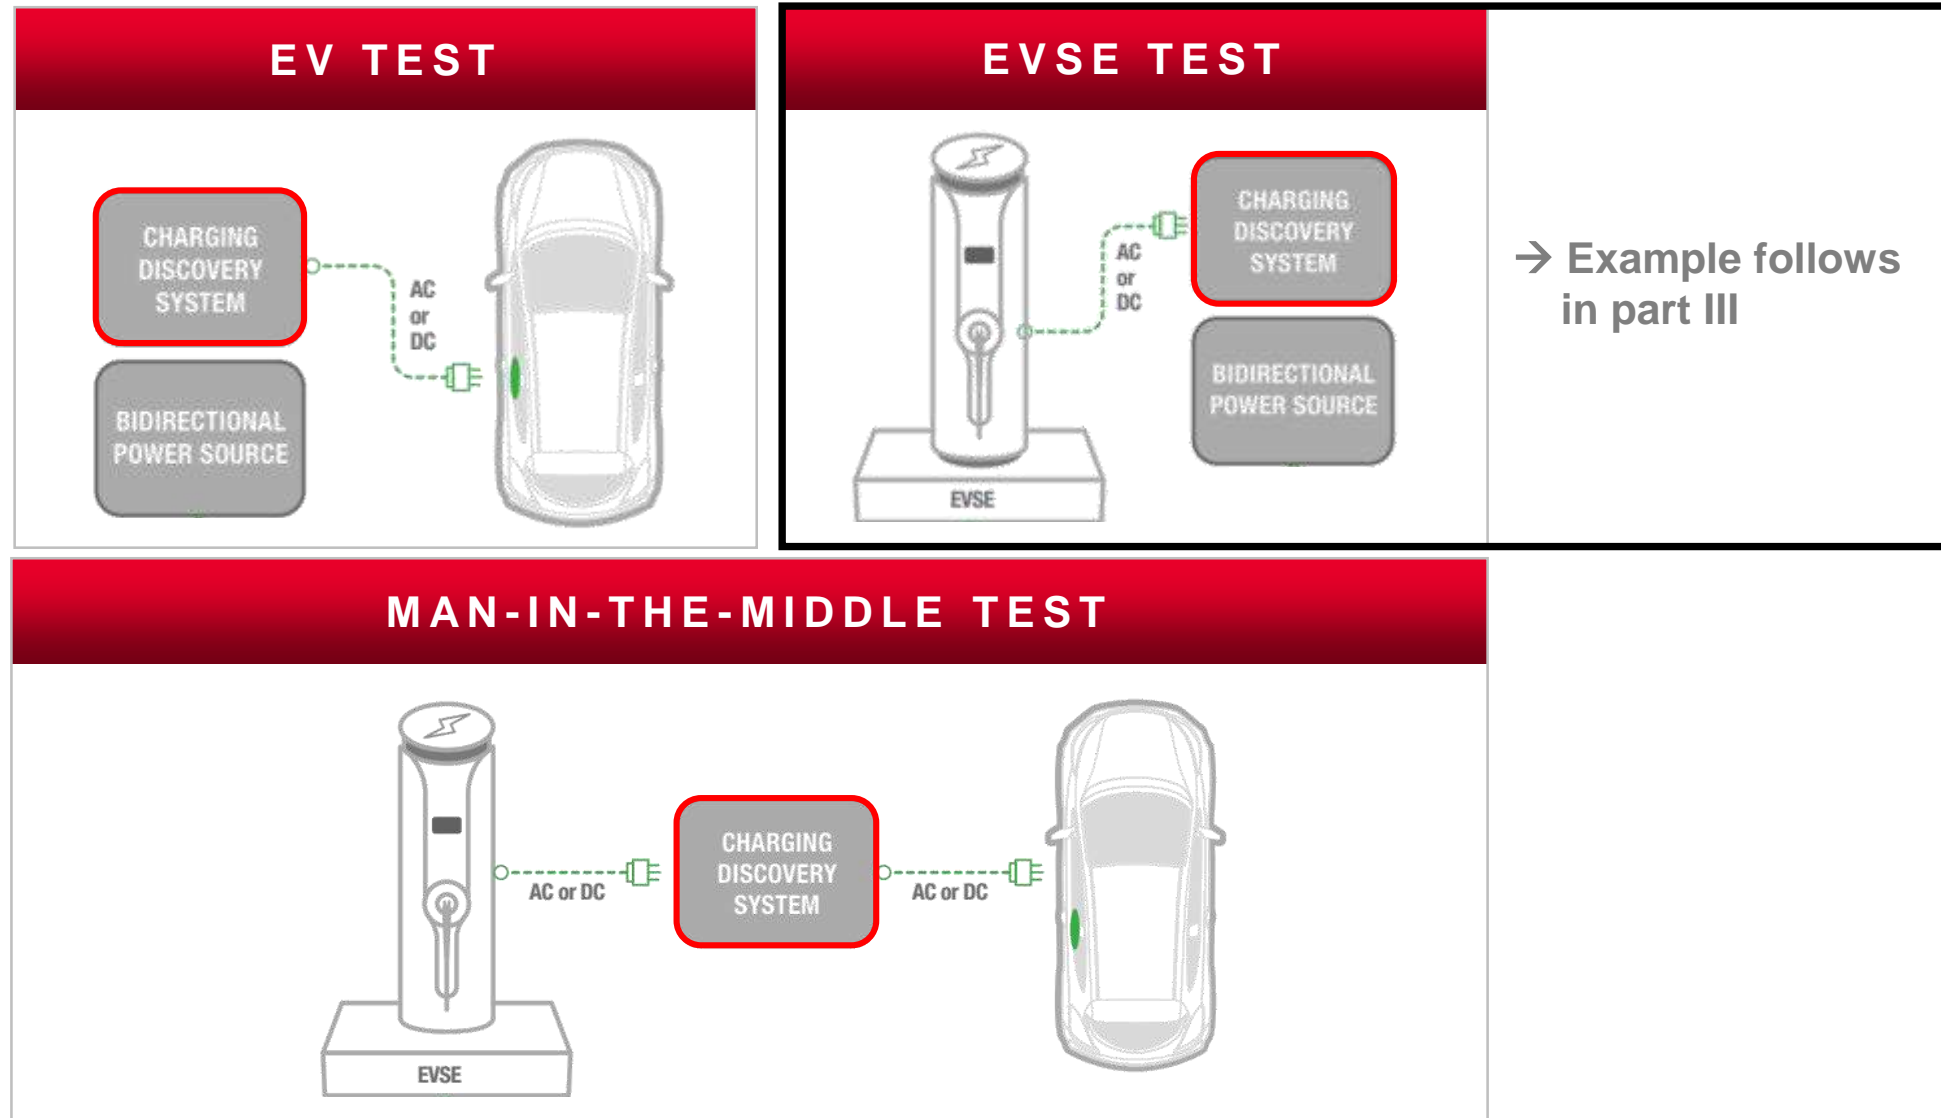 EV TEST
CHARGING
DISCOVERY
SYSTEM
AC
or
DC
BIDIRECTIONAL
POWER SOURCE
EVSE TEST
CHARGING
DISCOVERY
SYSTEM
AC
or
DC
BIDIRECTIONAL
POWER SOURCE
EVSE
→ Example follows
in part III
MAN-IN-THE-MIDDLE TEST
CHARGING
DISCOVERY
SYSTEM
AC or DC
AC or DC
EVSE